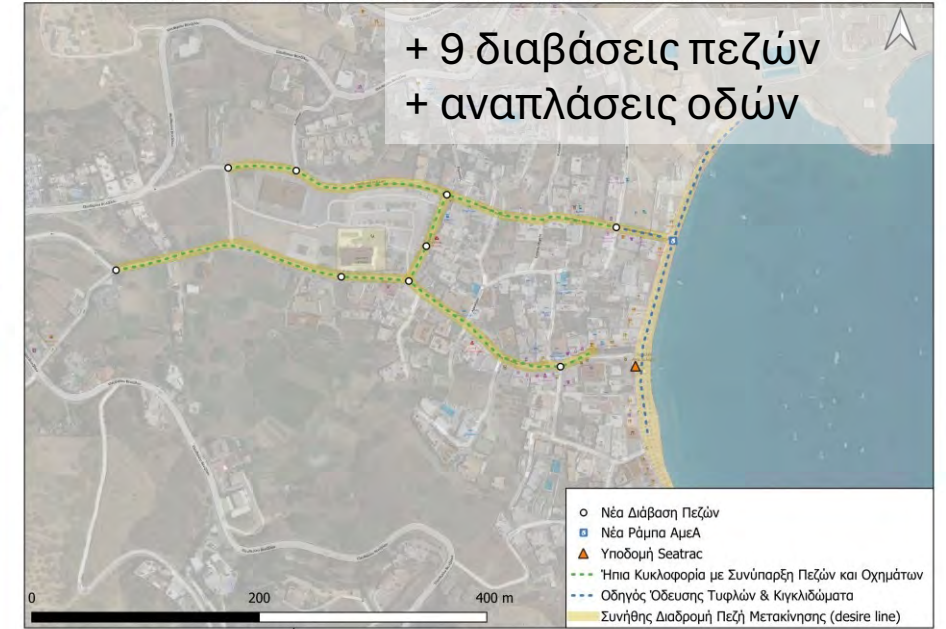 + 9 διαβάσεις πεζών
+ αναπλάσεις οδών
Νέα Διάβαση Πεζών
Νέα Ράμπα ΑμεΑ
Υποδομή Seatrac
Ήπια Κυκλοφορία με Συνύπαρξη Πεζών και Οχημάτων
Οδηγός Όδευσης Τυφλών & Κιγκλιδώματα
Συνήθης Διαδρομή Πεζή Μετακίνησης (desire line)
0 200 400 m